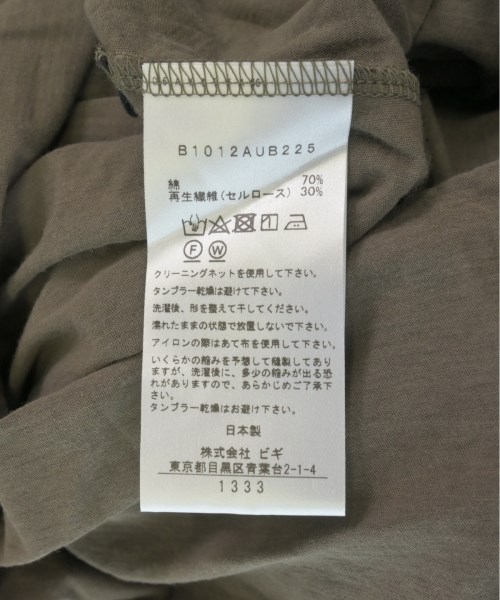 B1012AUB225
綿 70%
再生繊維(セルロース) 30%
F W
クリーニングネットを使用して下さい。
タンブラー乾燥は避けて下さい。
洗濯後、形を整えて干してください。
濡れたままの状態で放置しないで下さい。
アイロンの際はあて布を使用して下さい。
いくらかの縮みを予想して縫製してあり
ますが、洗濯後に、多少の縮みが出る恐
れがありますので、あらかじめご了承下
さい。
タンブラー乾燥はお避け下さい。
日本製
株式会社 ビギ
東京都目黒区青葉台2-1-4
1333